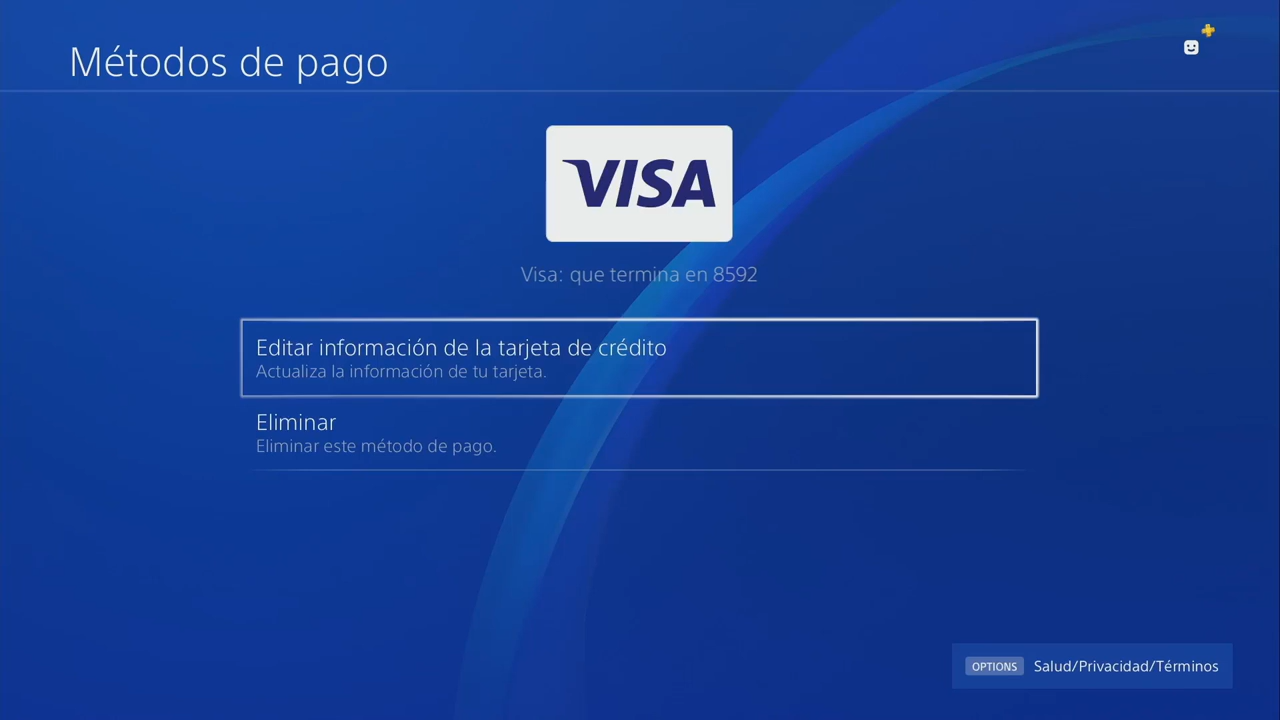 Métodos de pago
VISA
Visa: que termina en 8592
Editar información de la tarjeta de crédito
Actualiza la información de tu tarjeta.
Eliminar
Eliminar este método de pago.
OPTIONS Salud/Privacidad/Términos